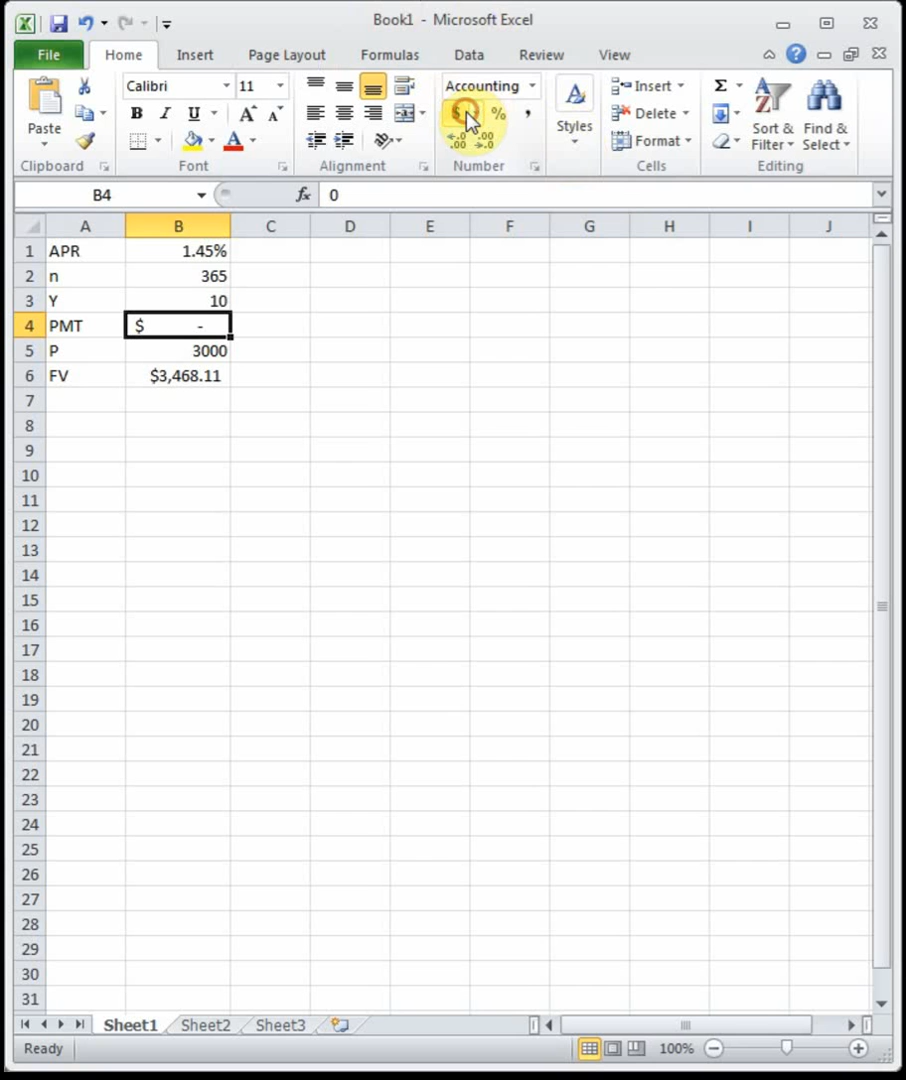 Book1 - Microsoft Excel
File Home Insert Page Layout Formulas Data Review View
Paste
Calibri 11
B I U
A A
A
Accounting
$ % ,
Styles
Insert
Delete
Format
Σ
Sort & Filter
Find & Select
Clipboard Font Alignment Number Cells Editing
B4 fx 0
A B C D E F G H I J
1 APR 1.45%
2 n 365
3 Y 10
4 PMT $ -
5 P 3000
6 FV $3,468.11
7
8
9
10
11
12
13
14
15
16
17
18
19
20
21
22
23
24
25
26
27
28
29
30
31
Sheet1 Sheet2 Sheet3
Ready 100%